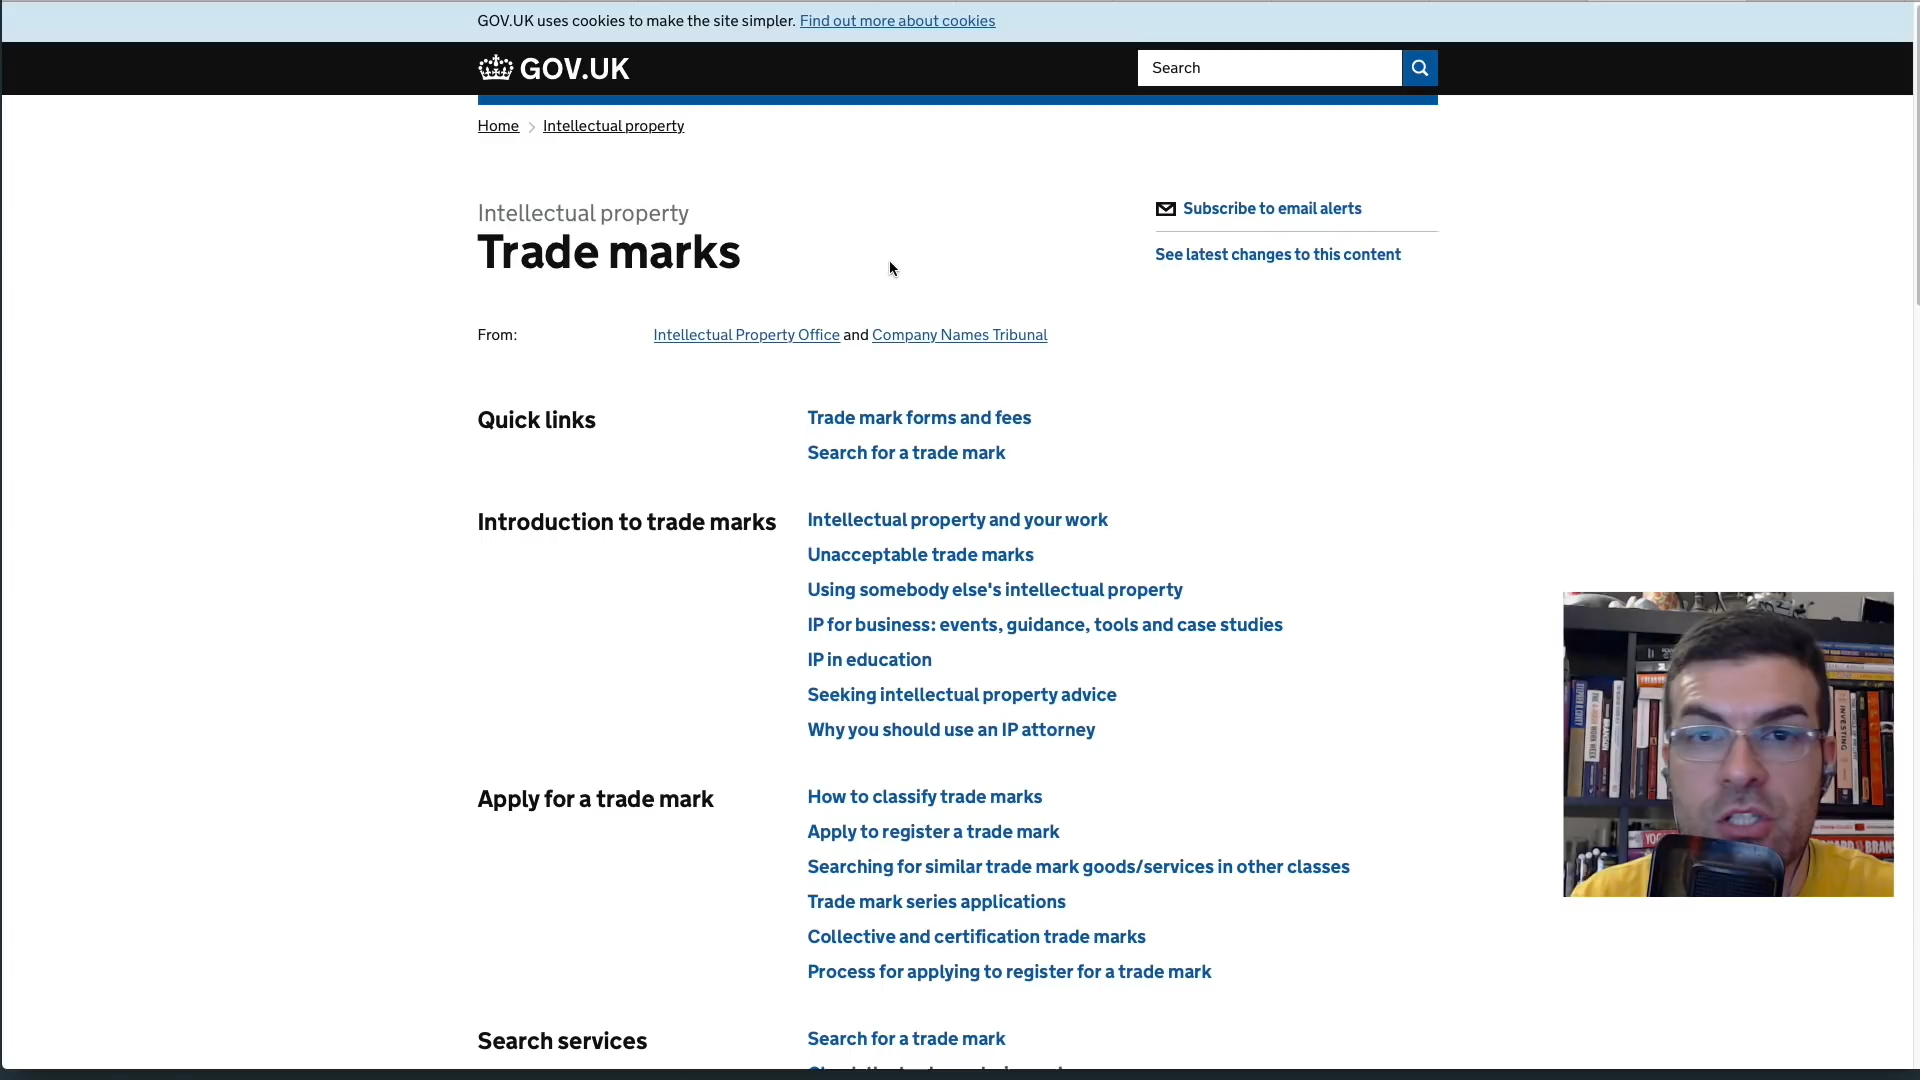 GOV.UK uses cookies to make the site simpler. Find out more about cookies
GOV.UK
Search
Home
Intellectual property
Intellectual property
Trade marks
Subscribe to email alerts
See latest changes to this content
From:
Intellectual Property Office and Company Names Tribunal
Quick links
Trade mark forms and fees
Search for a trade mark
Introduction to trade marks
Intellectual property and your work
Unacceptable trade marks
Using somebody else's intellectual property
IP for business: events, guidance, tools and case studies
IP in education
Seeking intellectual property advice
Why you should use an IP attorney
Apply for a trade mark
How to classify trade marks
Apply to register a trade mark
Searching for similar trade mark goods/services in other classes
Trade mark series applications
Collective and certification trade marks
Process for applying to register for a trade mark
Search services
Search for a trade mark
INVESTING